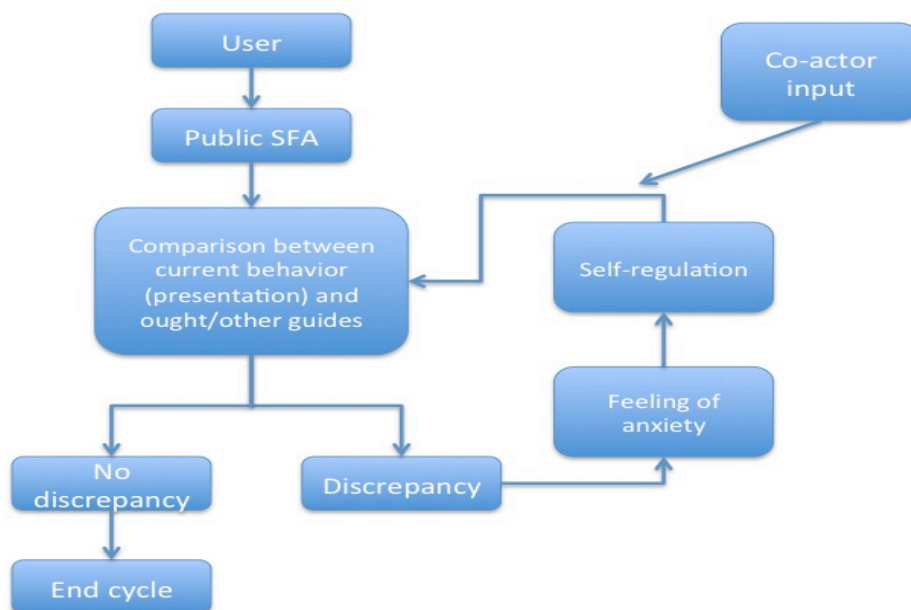 User
Co-actor
input
Public SFA
Comparison between
current behavior
(presentation) and
ought/other guides
Self-regulation
Feeling of
anxiety
No
discrepancy
Discrepancy
End cycle